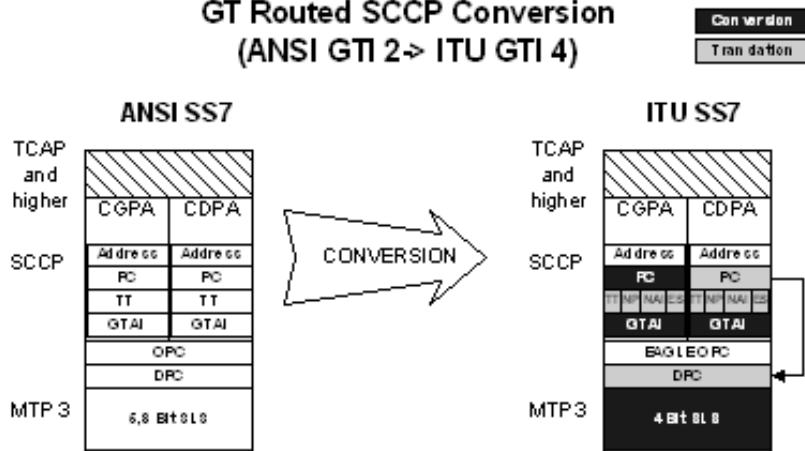 GT Routed SCCP Conversion
(ANSI GTI 2-> ITU GTI 4)
Conversion
Translation
ANSI SS7
TCAP
and
higher
CGPA CDPA
SCCP
Address Address
PC PC
TT TT
GTAI GTAI
OPC
DPC
MTP 3
5,8 Bit SLS
CONVERSION
ITU SS7
TCAP
and
higher
CGPA CDPA
SCCP
Address Address
PC PC
TT NP NAI ES TT NP NAI ES
GTAI GTAI
EAGLE OPC
DPC
MTP 3
4 Bit SLS